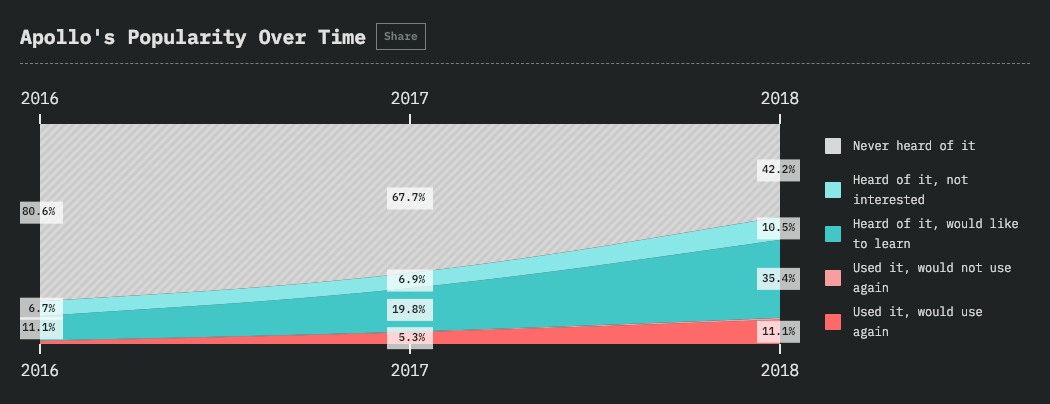 Apollo's Popularity Over Time Share
2016 2017 2018
80.6%
6.7%
11.1%
67.7%
6.9%
19.8%
5.3%
42.2%
10.5%
35.4%
11.1%
Never heard of it
Heard of it, not
interested
Heard of it, would like
to learn
Used it, would not use
again
Used it, would use
again
2016 2017 2018